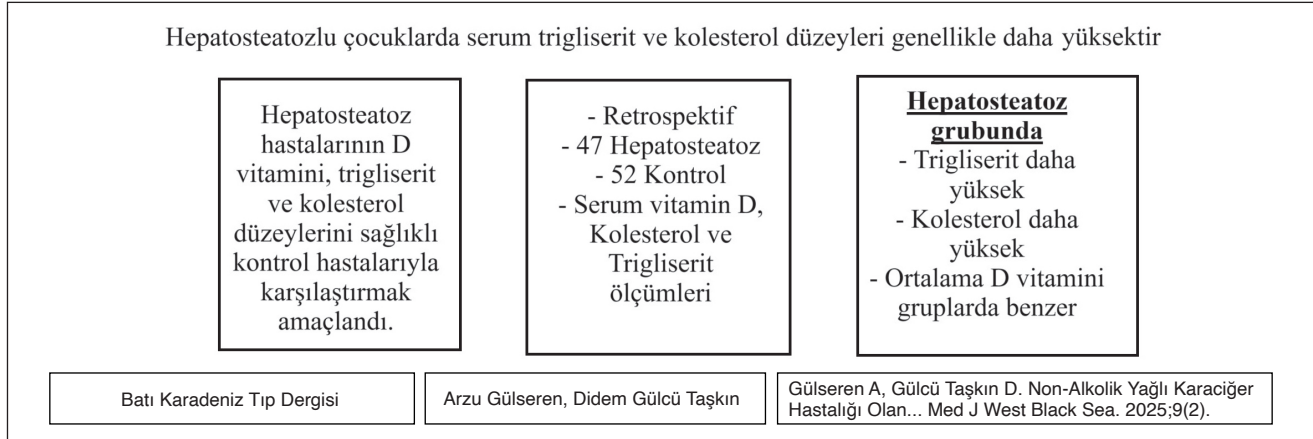 Hepatosteatozlu çocuklarda serum trigliserit ve kolesterol düzeyleri genellikle daha yüksektir
Hepatosteatoz
hastalarının D
vitamini, trigliserit
ve kolesterol
düzeylerini sağlıklı
kontrol hastalarıyla
karşılaştırmak
amaçlandı.
- Retrospektif
- 47 Hepatosteatoz
- 52 Kontrol
- Serum vitamin D,
Kolesterol ve
Trigliserit
ölçümleri
Hepatosteatoz
grubunda
- Trigliserit daha
yüksek
- Kolesterol daha
yüksek
- Ortalama D vitamini
gruplarda benzer
Batı Karadeniz Tıp Dergisi
Arzu Gülseren, Didem Gülcü Taşkın
Gülseren A, Gülcü Taşkın D. Non-Alkolik Yağlı Karaciğer
Hastalığı Olan... Med J West Black Sea. 2025;9(2).